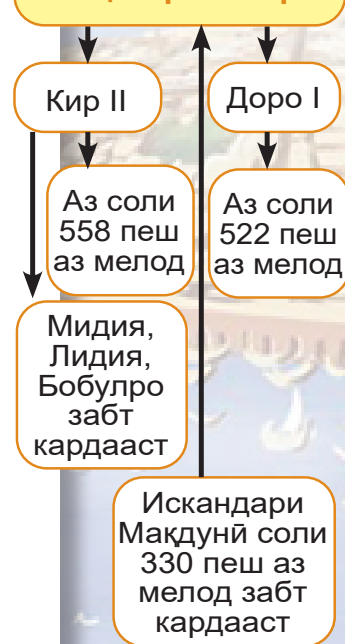 Кир II
Доро I
Аз соли
558 пеш
аз мелод
Аз соли
522 пеш
аз мелод
Мидия,
Лидия,
Бобулро
забт
кардааст
Искандари
Мақдунӣ соли
330 пеш аз
мелод забт
кардааст